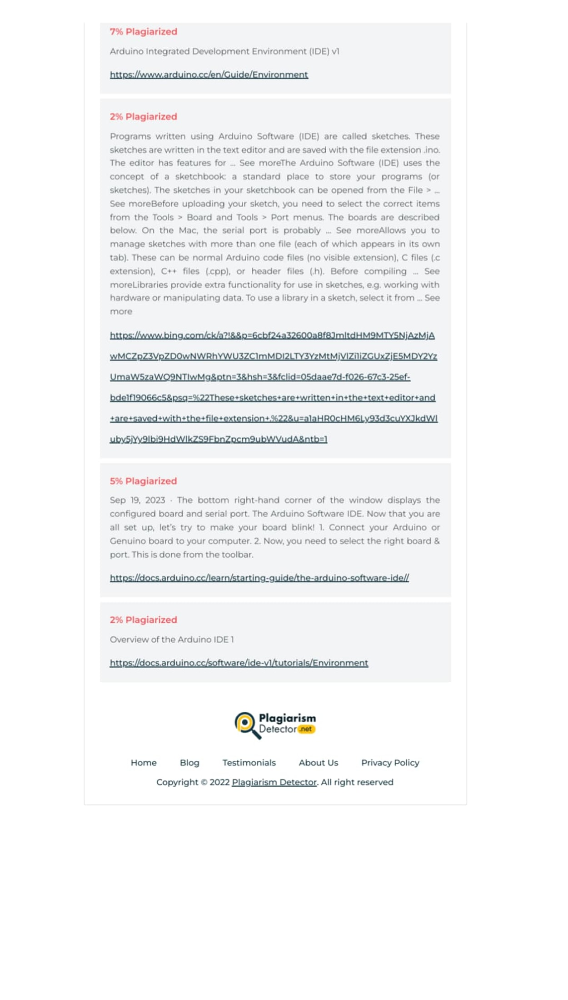 7% Plagiarized
Arduino Integrated Development Environment (IDE) v1
https://www.arduino.cc/en/Guide/Environment
2% Plagiarized
Programs written using Arduino Software (IDE) are called sketches. These
sketches are written in the text editor and are saved with the file extension .ino.
The editor has features for ... See moreThe Arduino Software (IDE) uses the
concept of a sketchbook: a standard place to store your programs (or
sketches). The sketches in your sketchbook can be opened from the File > ...
See moreBefore uploading your sketch, you need to select the correct items
from the Tools > Board and Tools > Port menus. The boards are described
below. On the Mac, the serial port is probably ... See moreAllows you to
manage sketches with more than one file (each of which appears in its own
tab). These can be normal Arduino code files (no visible extension), C files (.c
extension), C++ files (.cpp), or header files (.h). Before compiling ... See
moreLibraries provide extra functionality for use in sketches, e.g. working with
hardware or manipulating data. To use a library in a sketch, select it from ... See
more
https://www.bing.com/ck/a?!&&p=6cbf24a32600a8f8JmltdHM9MTY5NjAzMjA
wMCZpZ3VpZD0wNWRhYWU3ZC1mMDI2LTY3YzMtMjVlZi1iZGUxZjE5MDY2Yz
UmaW5zaWQ9NTIwMg&ptn=3&hsh=3&fclid=05daae7d-f026-67c3-25ef-
bde1f19066c5&psq=%22These+sketches+are+written+in+the+text+editor+and
+are+saved+with+the+file+extension+.%22&u=a1aHR0cHM6Ly93d3cuYXJkdWl
uby5jYy9lbi9HdWlkZS9FbnZpcm9ubWVudA&ntb=1
5% Plagiarized
Sep 19, 2023 · The bottom right-hand corner of the window displays the
configured board and serial port. The Arduino Software IDE. Now that you are
all set up, let's try to make your board blink! 1. Connect your Arduino or
Genuino board to your computer. 2. Now, you need to select the right board &
port. This is done from the toolbar.
https://docs.arduino.cc/learn/starting-guide/the-arduino-software-ide//
2% Plagiarized
Overview of the Arduino IDE 1
https://docs.arduino.cc/software/ide-v1/tutorials/Environment
Plagiarism
Detector.net
Home Blog Testimonials About Us Privacy Policy
Copyright © 2022 Plagiarism Detector. All right reserved